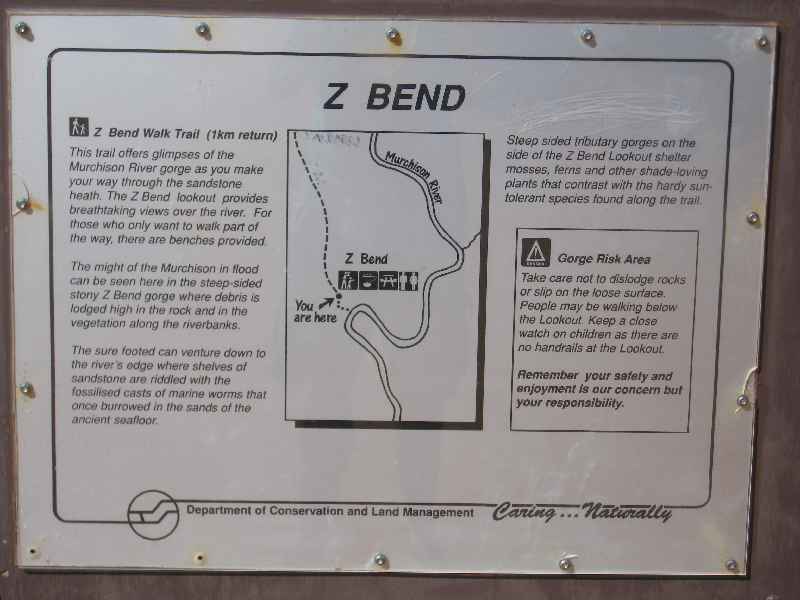 Z BEND
Z Bend Walk Trail (1km return)
This trail offers glimpses of the
Murchison River gorge as you make
your way through the sandstone
heath. The Z Bend lookout provides
breathtaking views over the river. For
those who only want to walk part of
the way, there are benches provided.
The might of the Murchison in flood
can be seen here in the steep-sided
stony Z Bend gorge where debris is
lodged high in the rock and in the
vegetation along the riverbanks.
The sure footed can venture down to
the river's edge where shelves of
sandstone are riddled with the
fossilised casts of marine worms that
once burrowed in the sands of the
ancient seafloor.
Murchison River
Z Bend
You
are here
Steep sided tributary gorges on the
side of the Z Bend Lookout shelter
mosses, ferns and other shade-loving
plants that contrast with the hardy sun-
tolerant species found along the trail.
Gorge Risk Area
Take care not to dislodge rocks
or slip on the loose surface.
People may be walking below
the Lookout. Keep a close
watch on children as there are
no handrails at the Lookout.
Remember your safety and
enjoyment is our concern but
your responsibility.
Department of Conservation and Land Management
Caring...Naturally